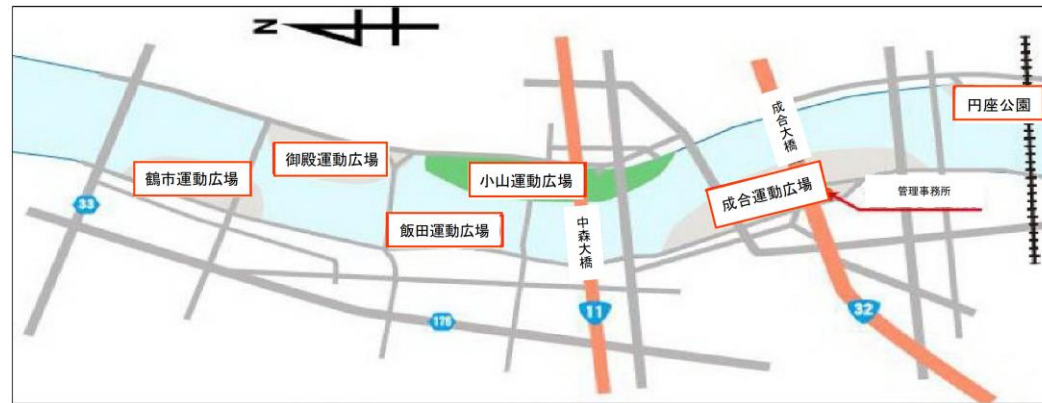 N
33
鶴市運動広場
御殿運動広場
飯田運動広場
小山運動広場
中森大橋
11
成合大橋
成合運動広場
管理事務所
円座公園
32
176